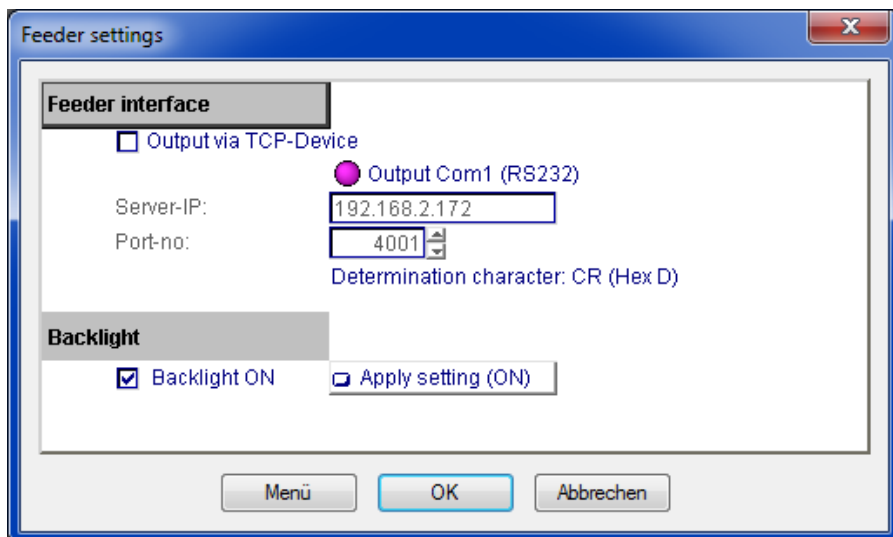 Feeder settings
Feeder interface
Output via TCP-Device
Output Com1 (RS232)
Server-IP: 192.168.2.172
Port-no: 4001
Determination character: CR (Hex D)
Backlight
Backlight ON Apply setting (ON)
Menü OK Abbrechen